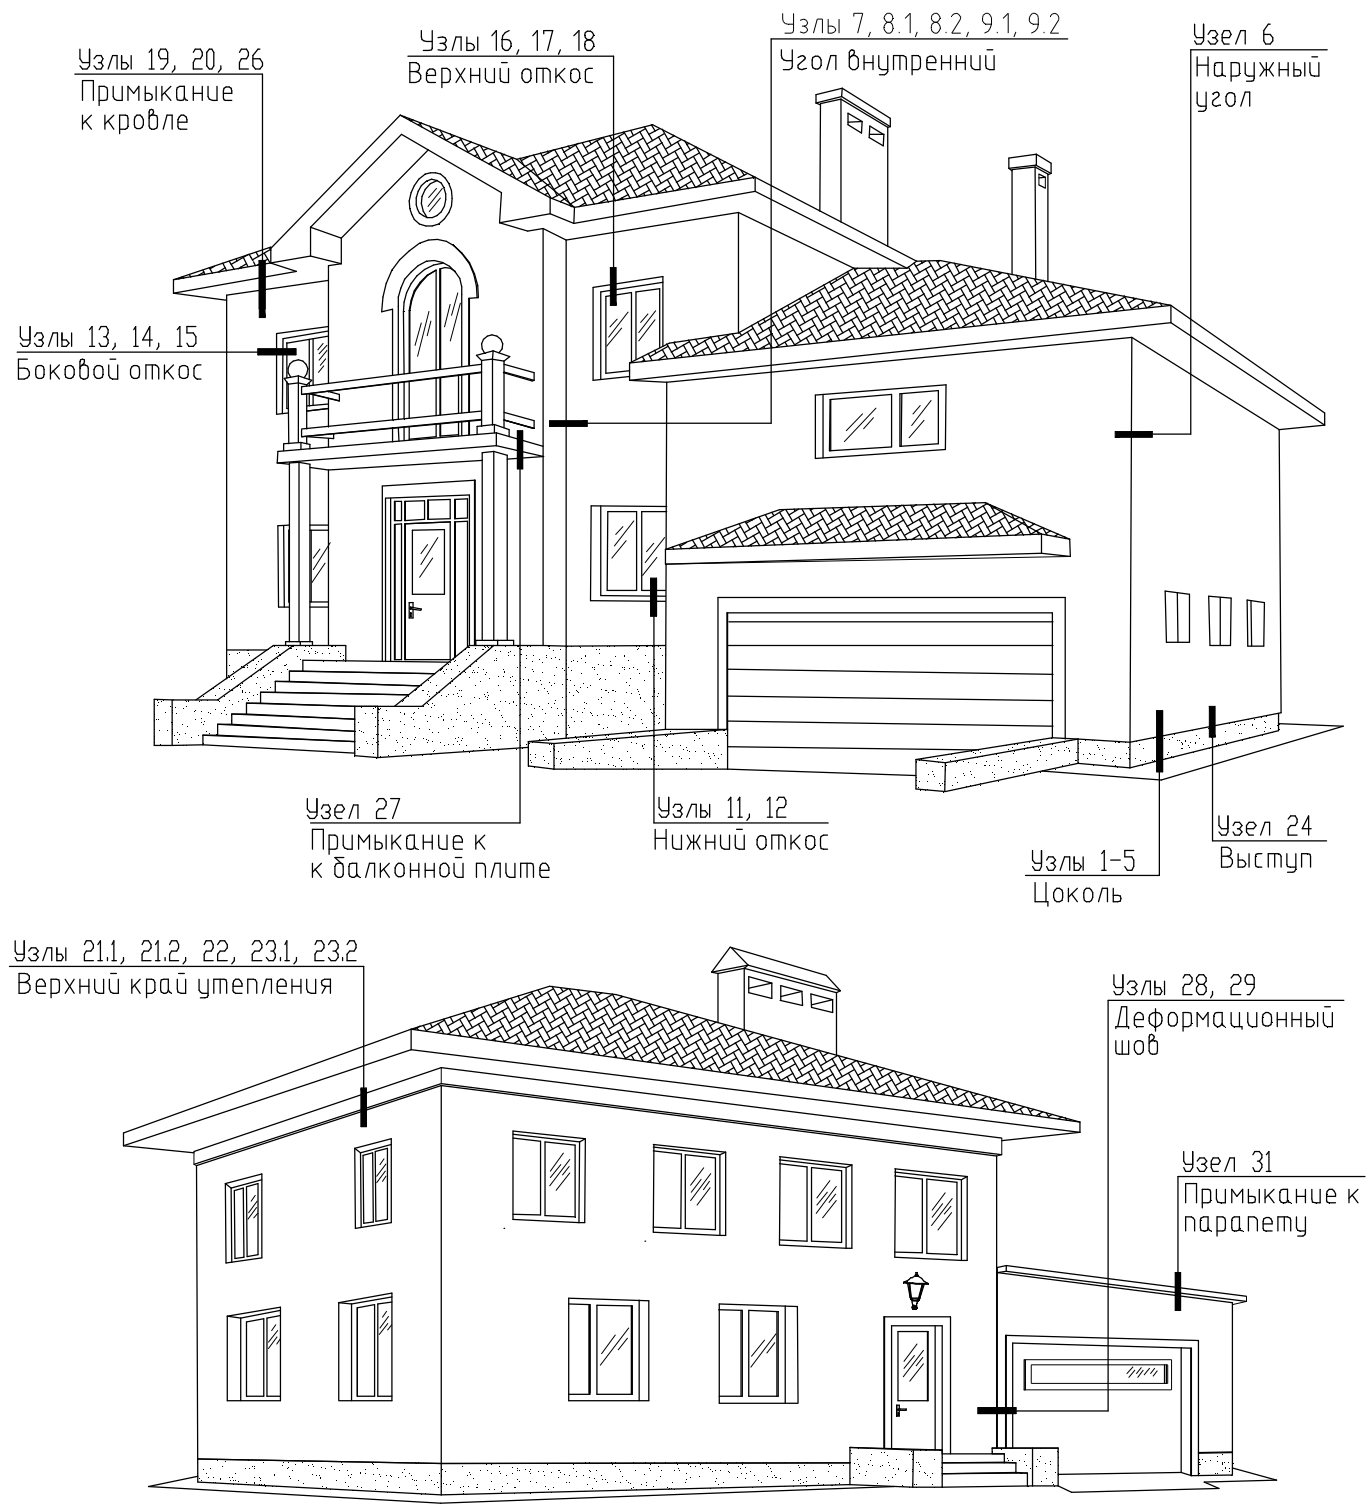 Узлы 7, 8.1, 8.2, 9.1, 9.2
Угол внутренний
Узлы 16, 17, 18
Верхний откос
Узел 6
Наружный
угол
Узлы 19, 20, 26
Примыкание
к кровле
Узлы 13, 14, 15
Боковой откос
Узел 27
Примыкание к
к балконной плите
Узлы 11, 12
Нижний откос
Узел 24
Выступ
Узлы 1-5
Цоколь
Узлы 21.1, 21.2, 22, 23.1, 23.2
Верхний край утепления
Узлы 28, 29
Деформационный
шов
Узел 31
Примыкание к
парапету